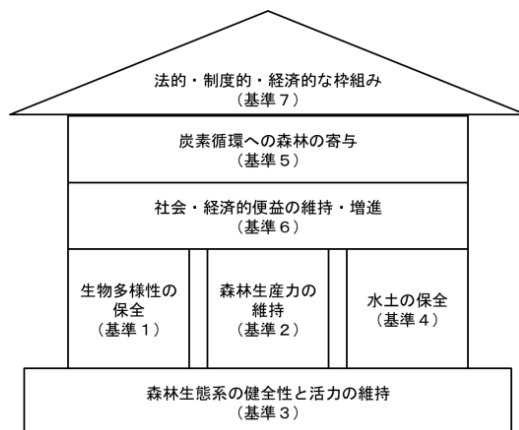 法的・制度的・経済的な枠組み
（基準７）
炭素循環への森林の寄与
（基準５）
社会・経済的便益の維持・増進
（基準６）
生物多様性の
保全
（基準１）
森林生産力の
維持
（基準２）
水土の保全
（基準４）
森林生態系の健全性と活力の維持
（基準３）